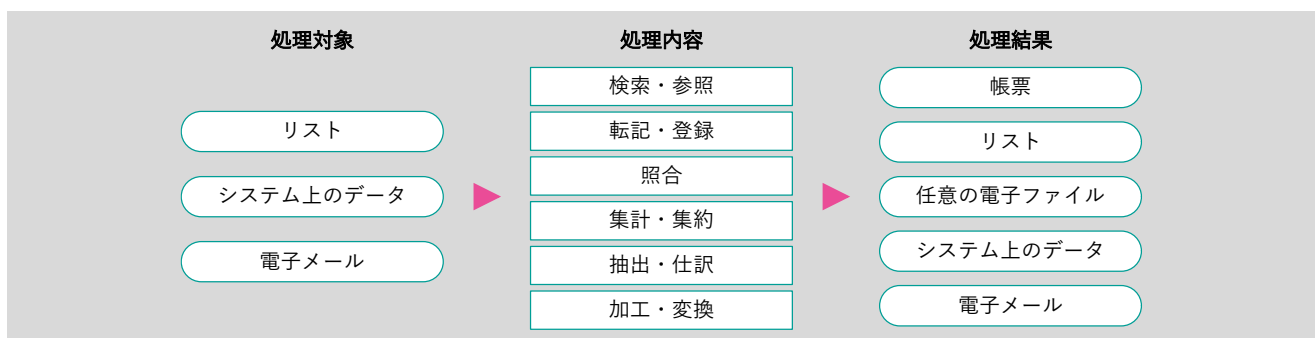 処理対象
リスト
システム上のデータ
電子メール
処理内容
検索・参照
転記・登録
照合
集計・集約
抽出・仕訳
加工・変換
処理結果
帳票
リスト
任意の電子ファイル
システム上のデータ
電子メール